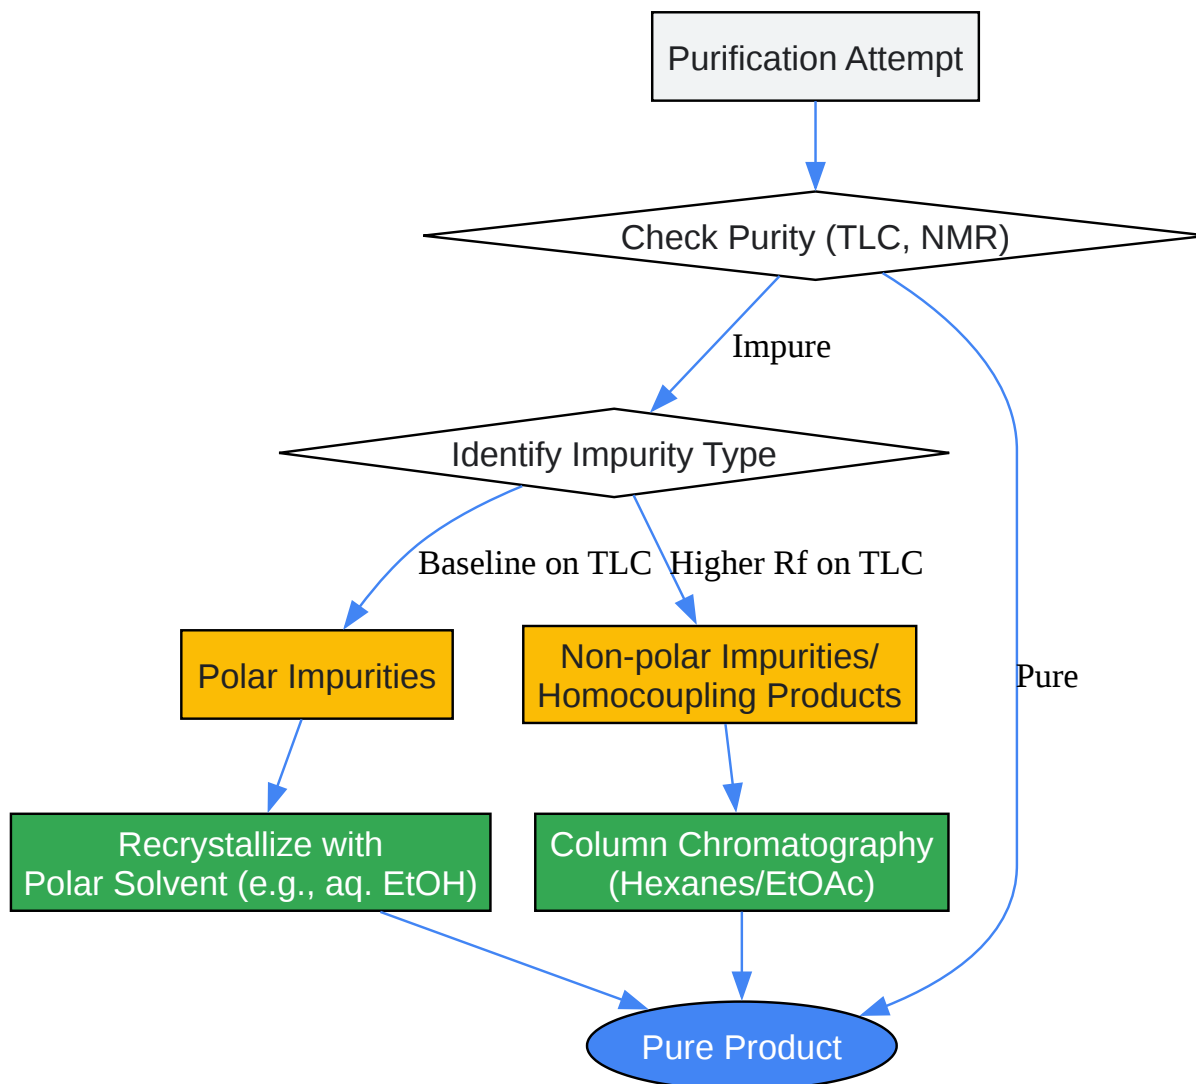 Purification Attempt
Check Purity (TLC, NMR)
Impure
Identify Impurity Type
Baseline on TLC
Higher Rf on TLC
Polar Impurities
Non-polar Impurities/
Homocoupling Products
Pure
Recrystallize with
Polar Solvent (e.g., aq. EtOH)
Column Chromatography
(Hexanes/EtOAc)
Pure Product